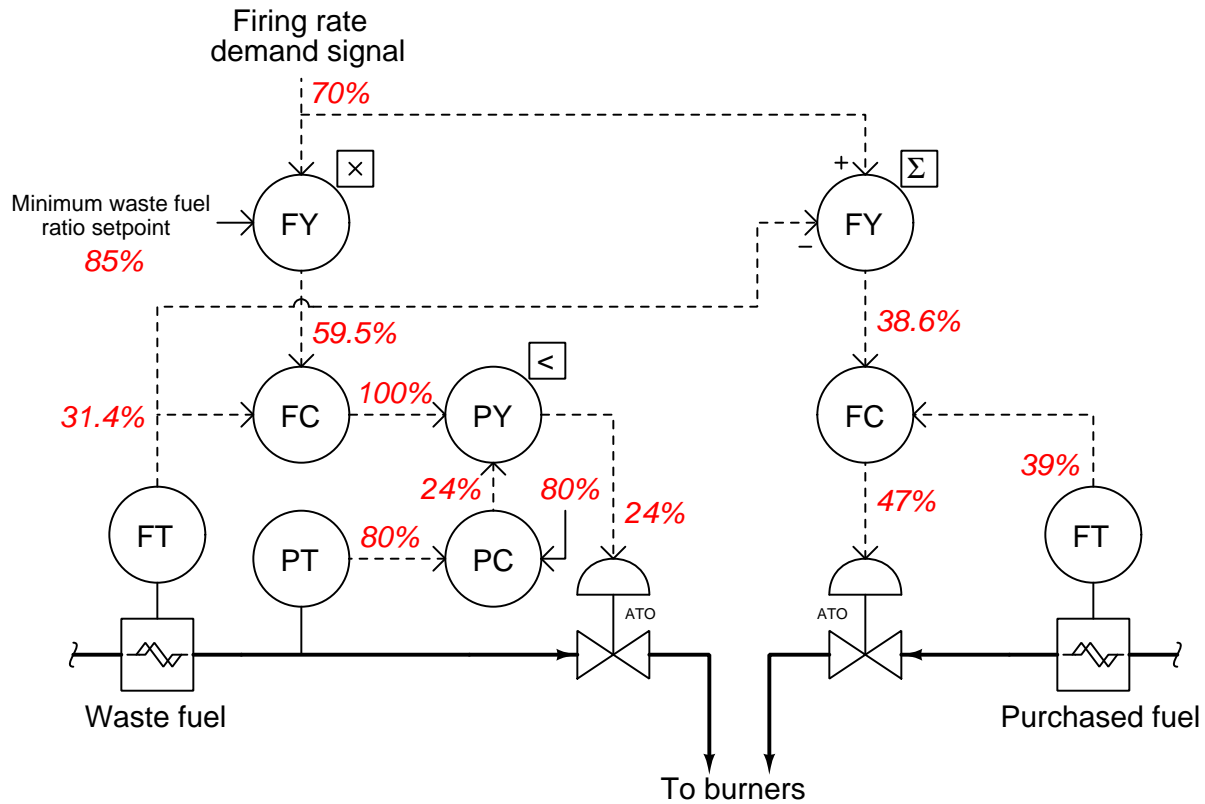 Firing rate
demand signal
70%
×
Σ
+
Minimum waste fuel
ratio setpoint
85%
FY
FY
−
59.5%
38.6%
<
31.4%
FC
100%
PY
FC
24%
80%
24%
47%
39%
FT
PT
80%
PC
FT
ATO
ATO
Waste fuel
Purchased fuel
To burners